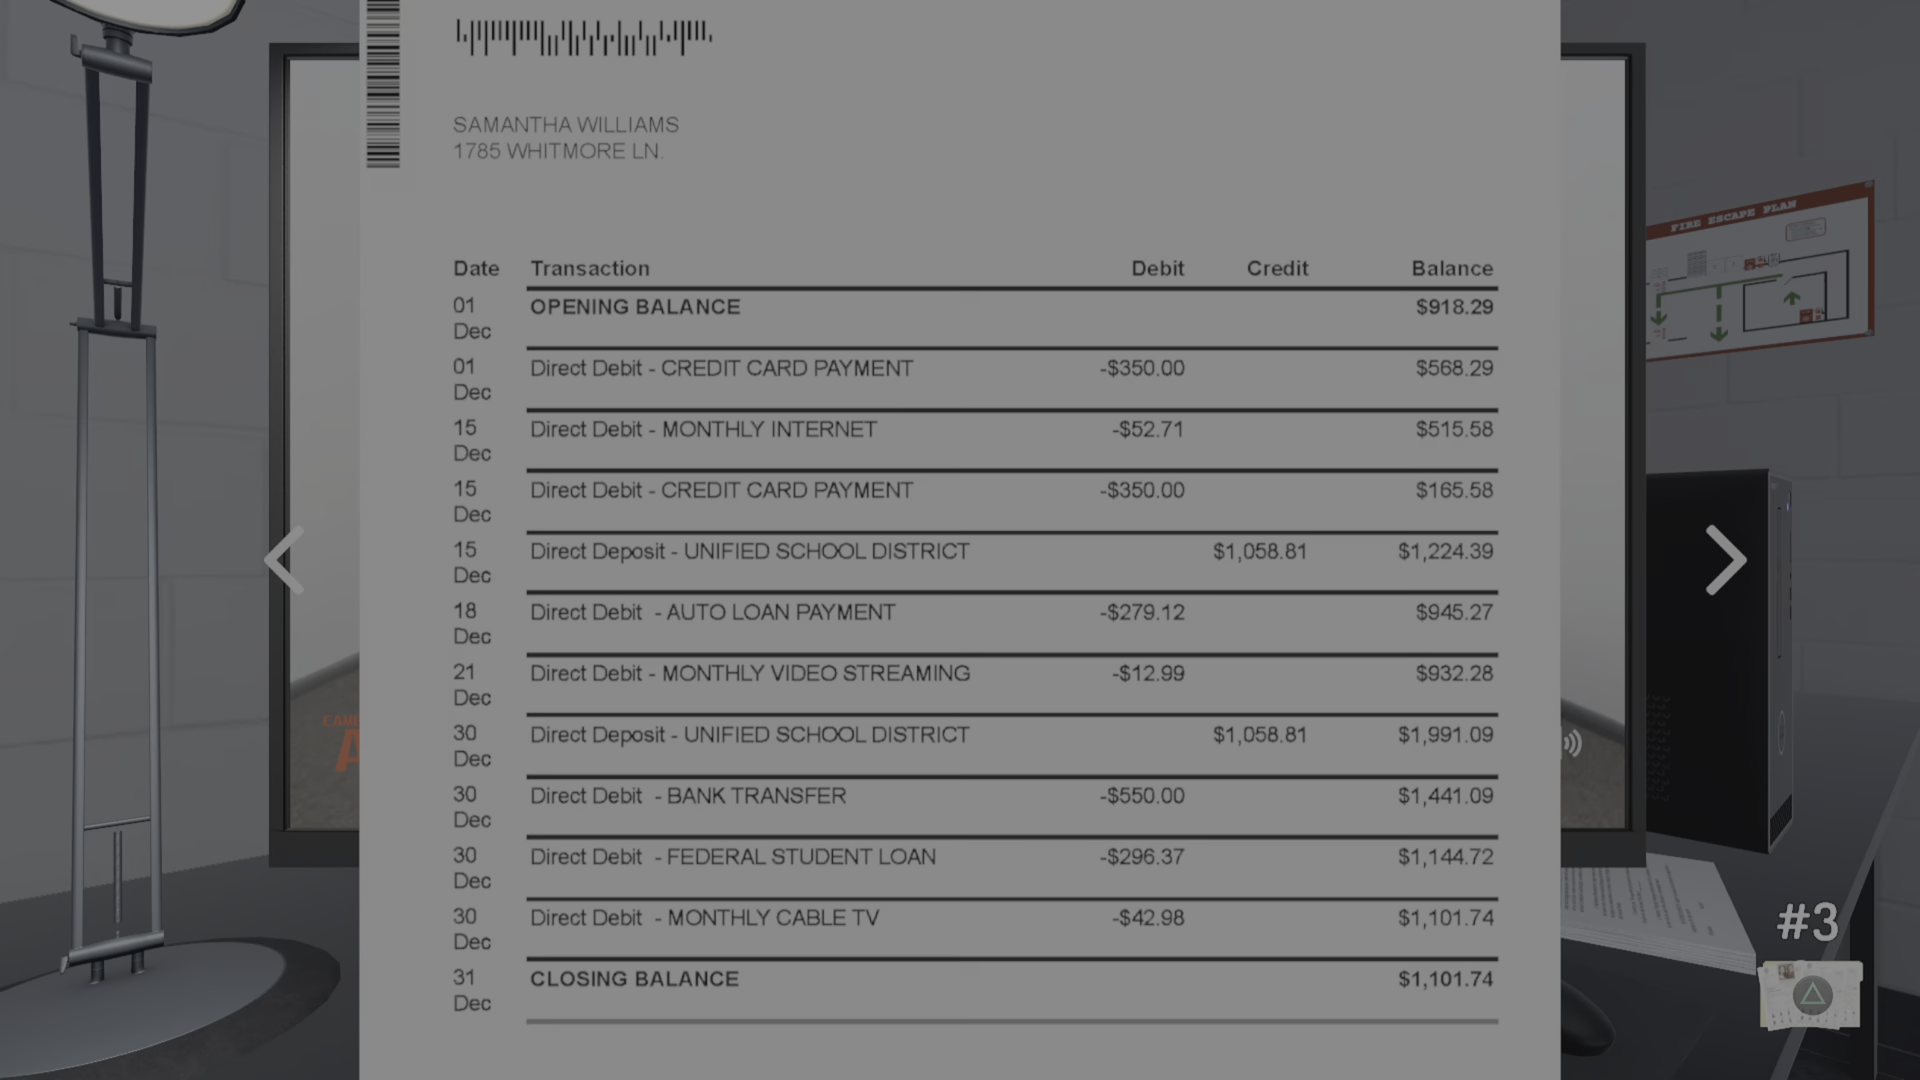 SAMANTHA WILLIAMS
1785 WHITMORE LN.
Date Transaction Debit Credit Balance
01 Dec OPENING BALANCE $918.29
01 Dec Direct Debit - CREDIT CARD PAYMENT -$350.00 $568.29
15 Dec Direct Debit - MONTHLY INTERNET -$52.71 $515.58
15 Dec Direct Debit - CREDIT CARD PAYMENT -$350.00 $165.58
15 Dec Direct Deposit - UNIFIED SCHOOL DISTRICT $1,058.81 $1,224.39
18 Dec Direct Debit - AUTO LOAN PAYMENT -$279.12 $945.27
21 Dec Direct Debit - MONTHLY VIDEO STREAMING -$12.99 $932.28
30 Dec Direct Deposit - UNIFIED SCHOOL DISTRICT $1,058.81 $1,991.09
30 Dec Direct Debit - BANK TRANSFER -$550.00 $1,441.09
30 Dec Direct Debit - FEDERAL STUDENT LOAN -$296.37 $1,144.72
30 Dec Direct Debit - MONTHLY CABLE TV -$42.98 $1,101.74
31 Dec CLOSING BALANCE $1,101.74
FIRE ESCAPE PLAN
#3